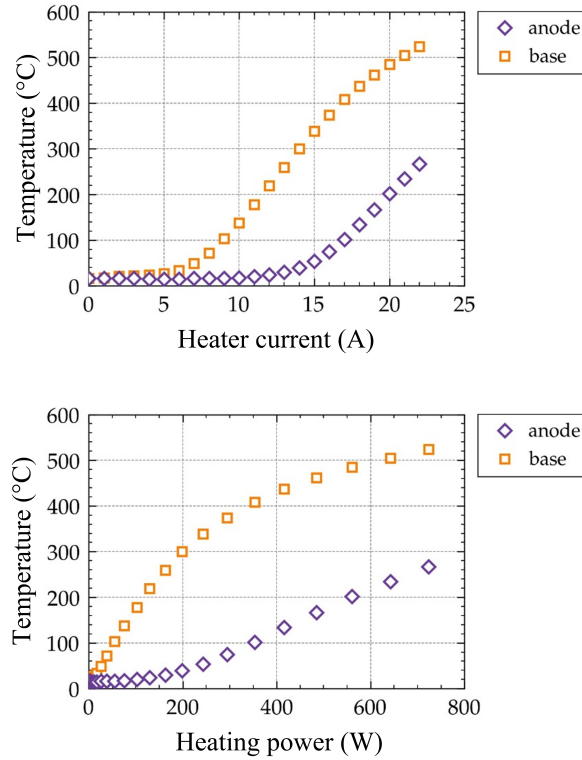 600
500
400
300
200
100
0
Temperature (°C)
0 5 10 15 20 25
Heater current (A)
anode
base
600
500
400
300
200
100
0
Temperature (°C)
0 200 400 600 800
Heating power (W)
anode
base